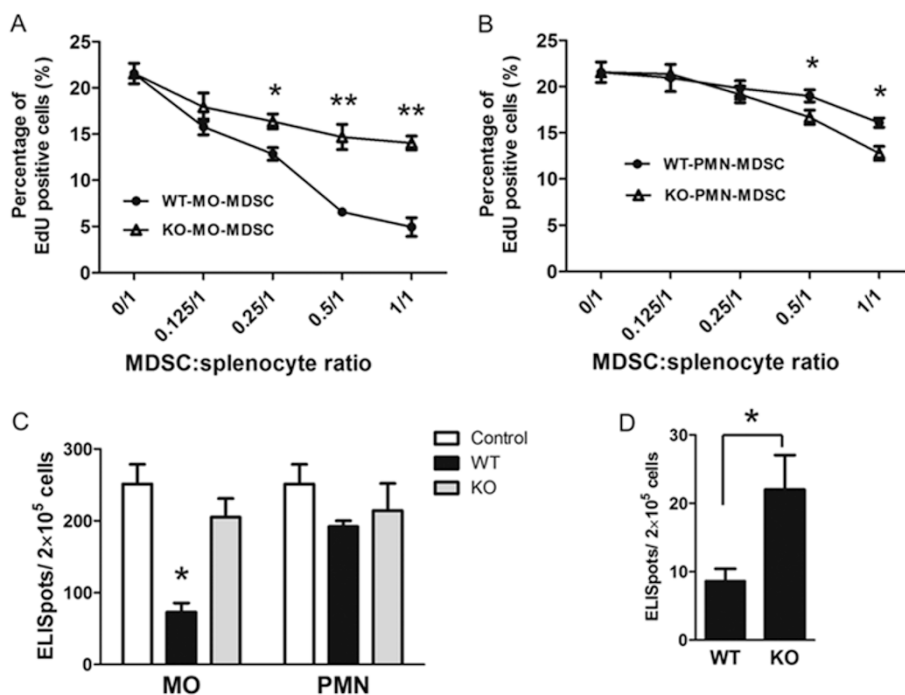 A
Percentage of
EdU positive cells (%)
25
20
15
10
5
0
*
**
**
WT-MO-MDSC
KO-MO-MDSC
0/1
0.125/1
0.25/1
0.5/1
1/1
MDSC:splenocyte ratio
B
Percentage of
EdU positive cells (%)
25
20
15
10
5
0
*
*
WT-PMN-MDSC
KO-PMN-MDSC
0/1
0.125/1
0.25/1
0.5/1
1/1
MDSC:splenocyte ratio
C
ELISpots/ 2×10⁵ cells
300
200
100
0
*
MO
PMN
Control
WT
KO
D
ELISpots/ 2×10⁵ cells
30
20
10
0
*
WT
KO